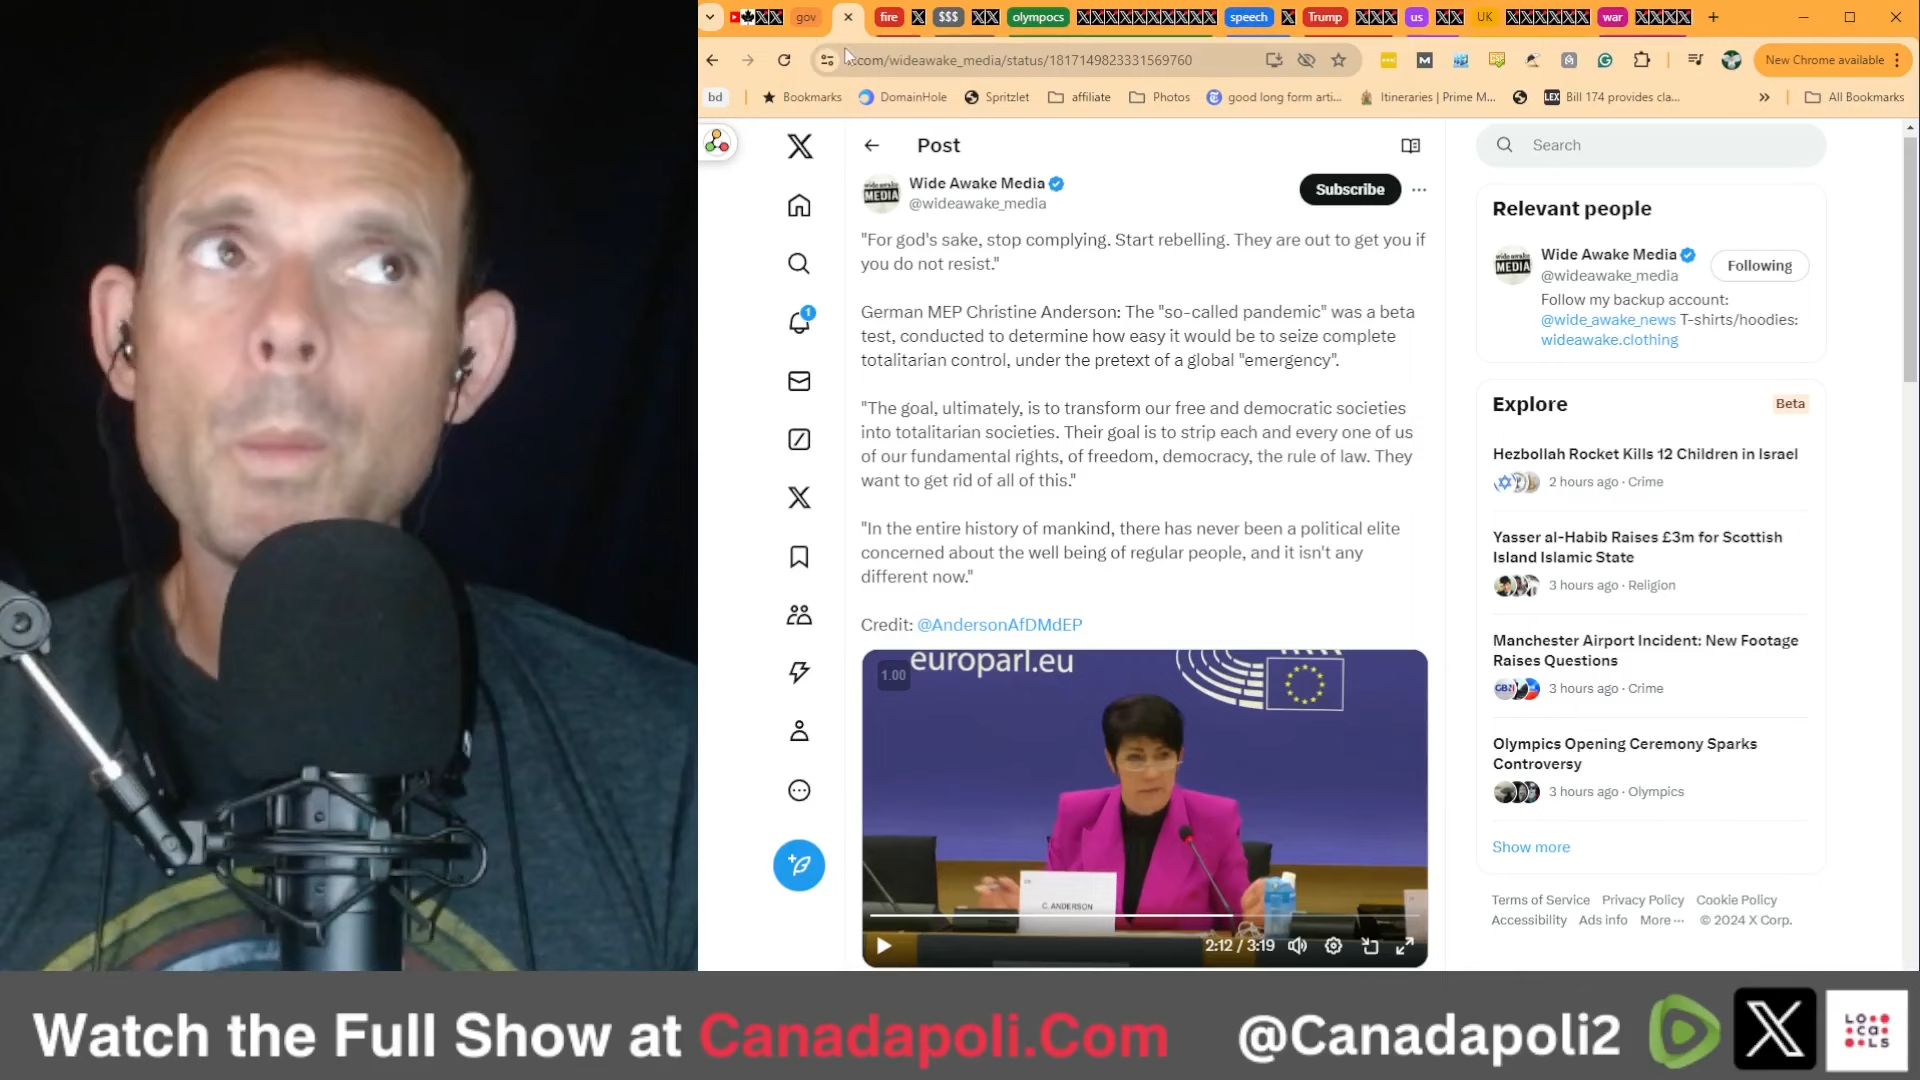 gov
fire
$$$
olympocs
speech
Trump
us
UK
war
.com/wideawake_media/status/1817149823331569760
New Chrome available
bd
Bookmarks
DomainHole
Spritzlet
affiliate
Photos
good long form arti...
Itineraries | Prime M...
LEX
Bill 174 provides cla...
All Bookmarks
Post
Wide Awake Media
@wideawake_media
Subscribe
"For god's sake, stop complying. Start rebelling. They are out to get you if
you do not resist."
German MEP Christine Anderson: The "so-called pandemic" was a beta
test, conducted to determine how easy it would be to seize complete
totalitarian control, under the pretext of a global "emergency".
"The goal, ultimately, is to transform our free and democratic societies
into totalitarian societies. Their goal is to strip each and every one of us
of our fundamental rights, of freedom, democracy, the rule of law. They
want to get rid of all of this."
"In the entire history of mankind, there has never been a political elite
concerned about the well being of regular people, and it isn't any
different now."
Credit: @AndersonAfDMdEP
europarl.eu
1.00
C. ANDERSON
2:12 / 3:19
Search
Relevant people
Wide Awake Media
@wideawake_media
Following
Follow my backup account:
@wide_awake_news T-shirts/hoodies:
wideawake.clothing
Explore
Beta
Hezbollah Rocket Kills 12 Children in Israel
2 hours ago · Crime
Yasser al-Habib Raises £3m for Scottish
Island Islamic State
3 hours ago · Religion
Manchester Airport Incident: New Footage
Raises Questions
3 hours ago · Crime
Olympics Opening Ceremony Sparks
Controversy
3 hours ago · Olympics
Show more
Terms of Service Privacy Policy Cookie Policy
Accessibility Ads info More ··· © 2024 X Corp.
Watch the Full Show at Canadapoli.Com
@Canadapoli2
LOCALS